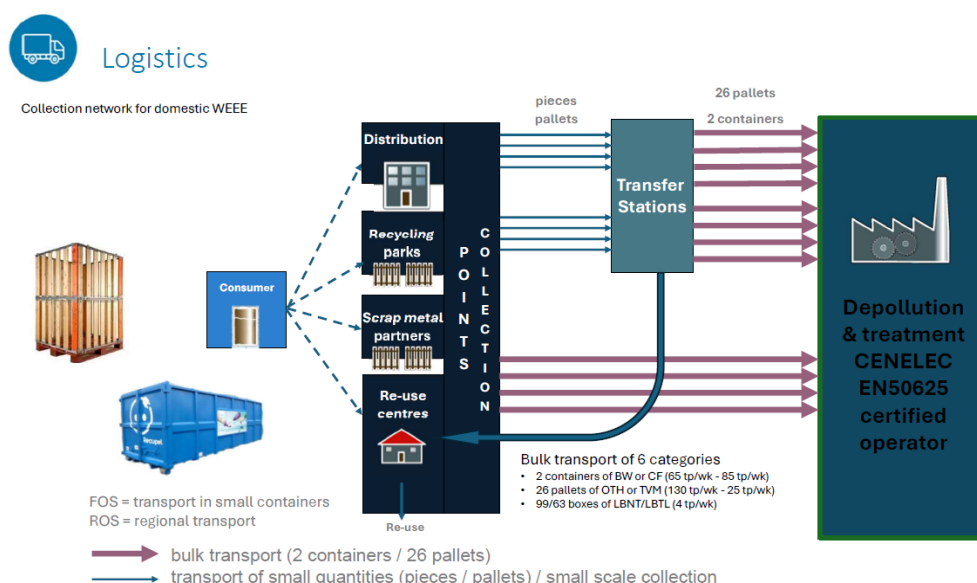 Logistics
Collection network for domestic WEEE
pieces
pallets
26 pallets
2 containers
Distribution
Recycling
parks
Scrap metal
partners
Re-use
centres
COLLECTION
POINTS
Consumer
Transfer
Stations
Depollution
& treatment
CENELEC
EN50625
certified
operator
Recupel
Bulk transport of 6 categories
• 2 containers of BW or CF (65 tp/wk - 85 tp/wk)
• 26 pallets of OTH or TVM (130 tp/wk - 25 tp/wk)
• 99/63 boxes of LBNT/LBTL (4 tp/wk)
FOS = transport in small containers
ROS = regional transport
Re-use
bulk transport (2 containers / 26 pallets)
transport of small quantities (pieces / pallets) / small scale collection